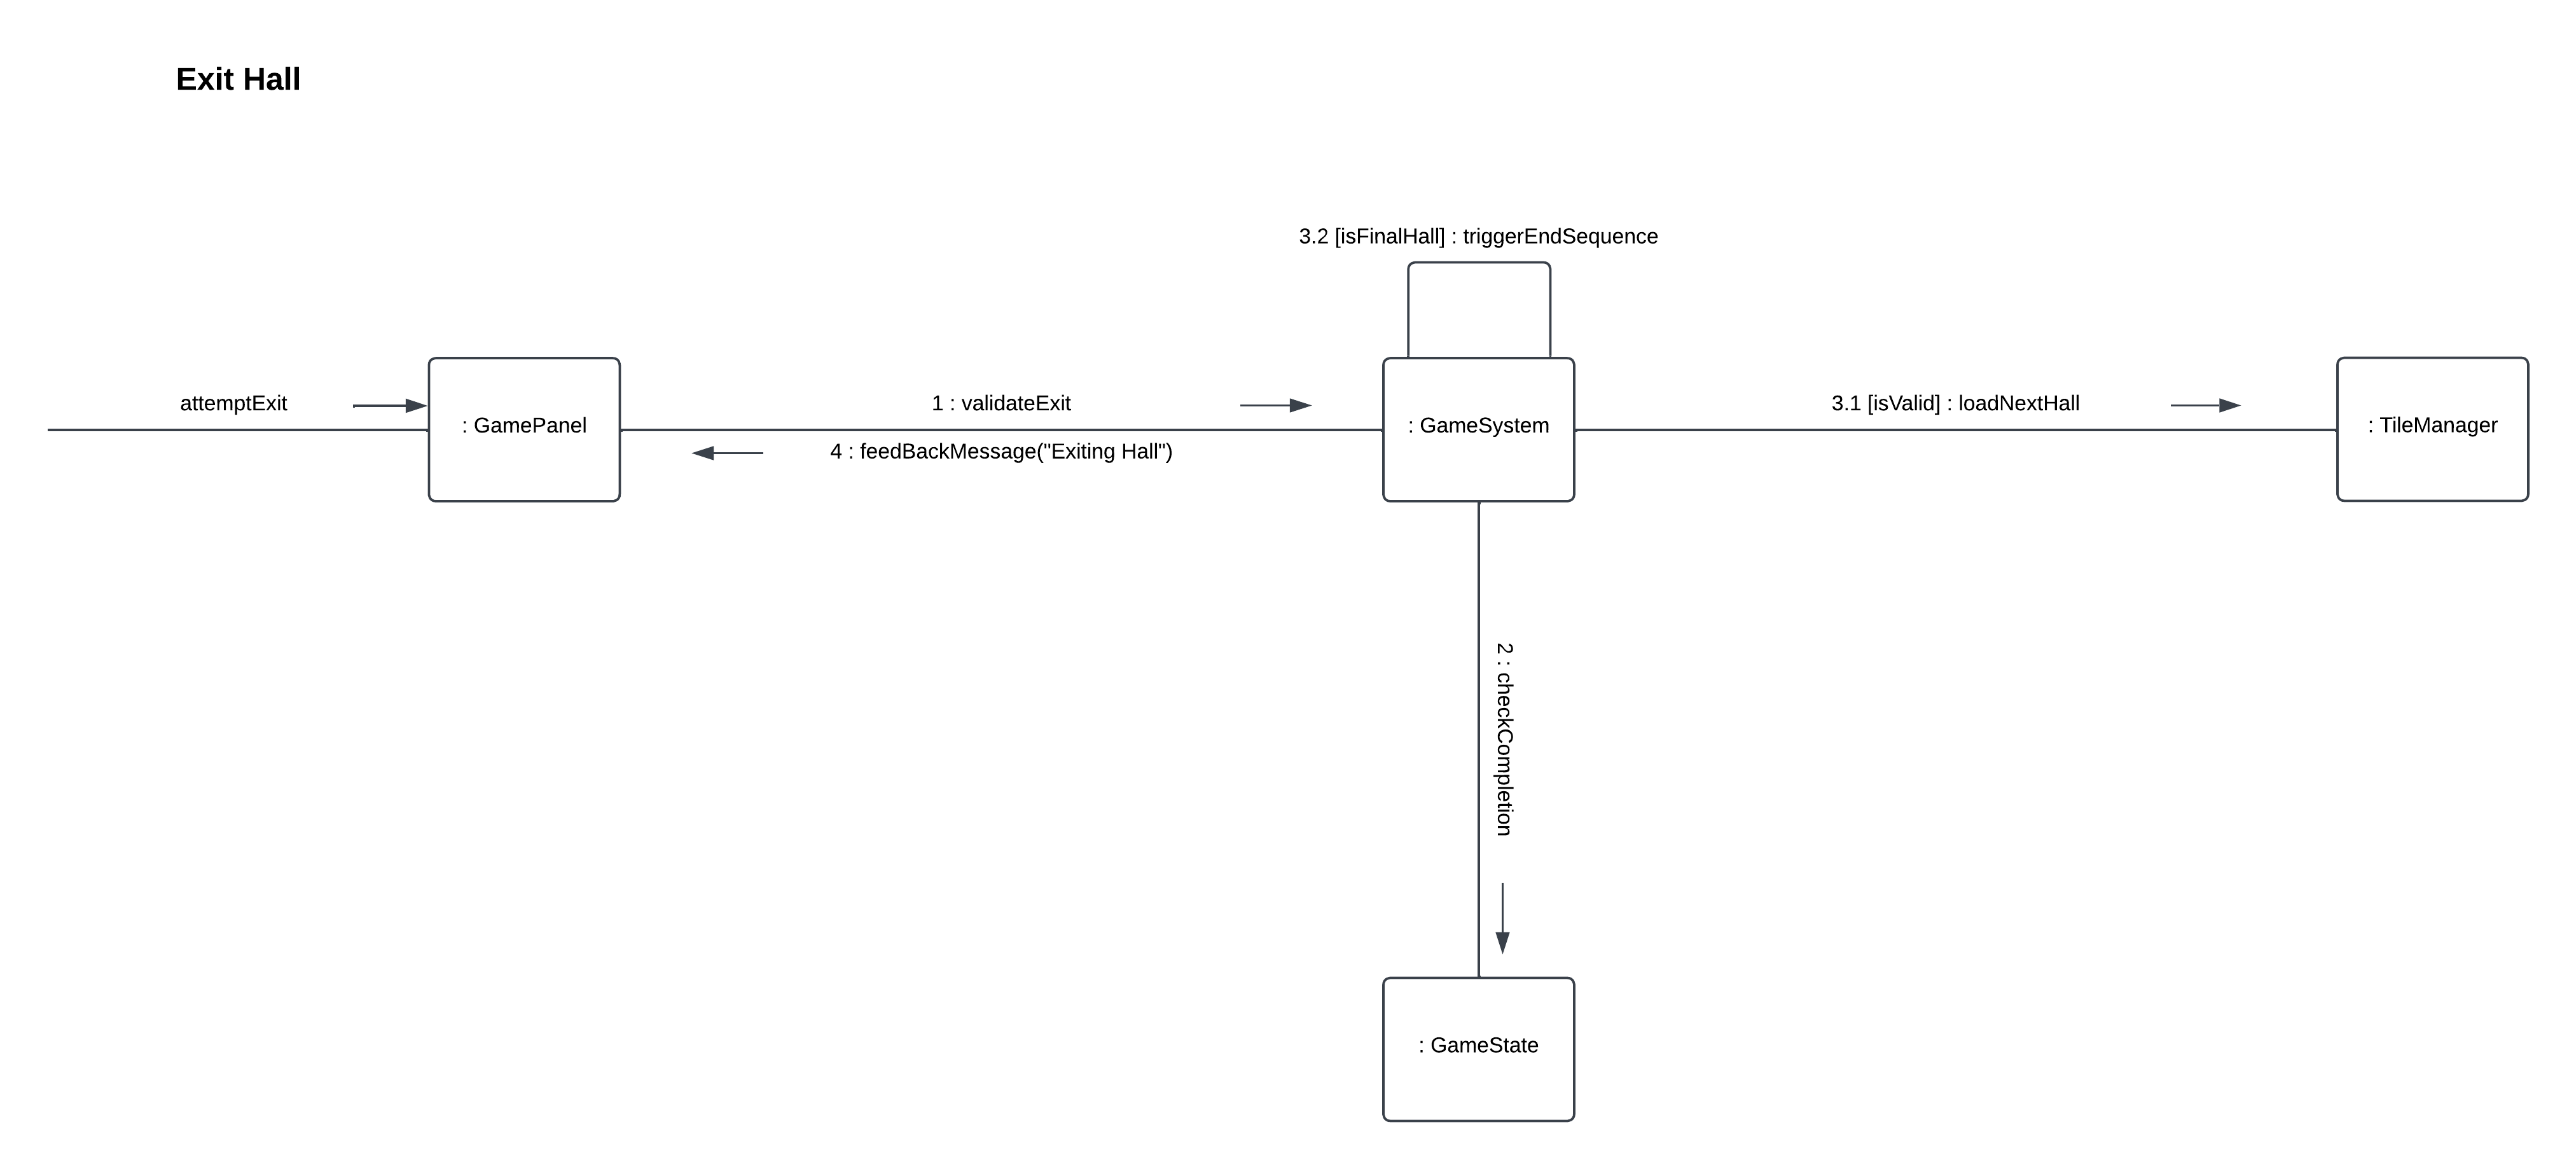 Exit Hall
3.2 [isFinalHall] : triggerEndSequence
attemptExit
1 : validateExit
3.1 [isValid] : loadNextHall
: GamePanel
: GameSystem
: TileManager
4 : feedBackMessage("Exiting Hall")
2 : checkCompletion
: GameState